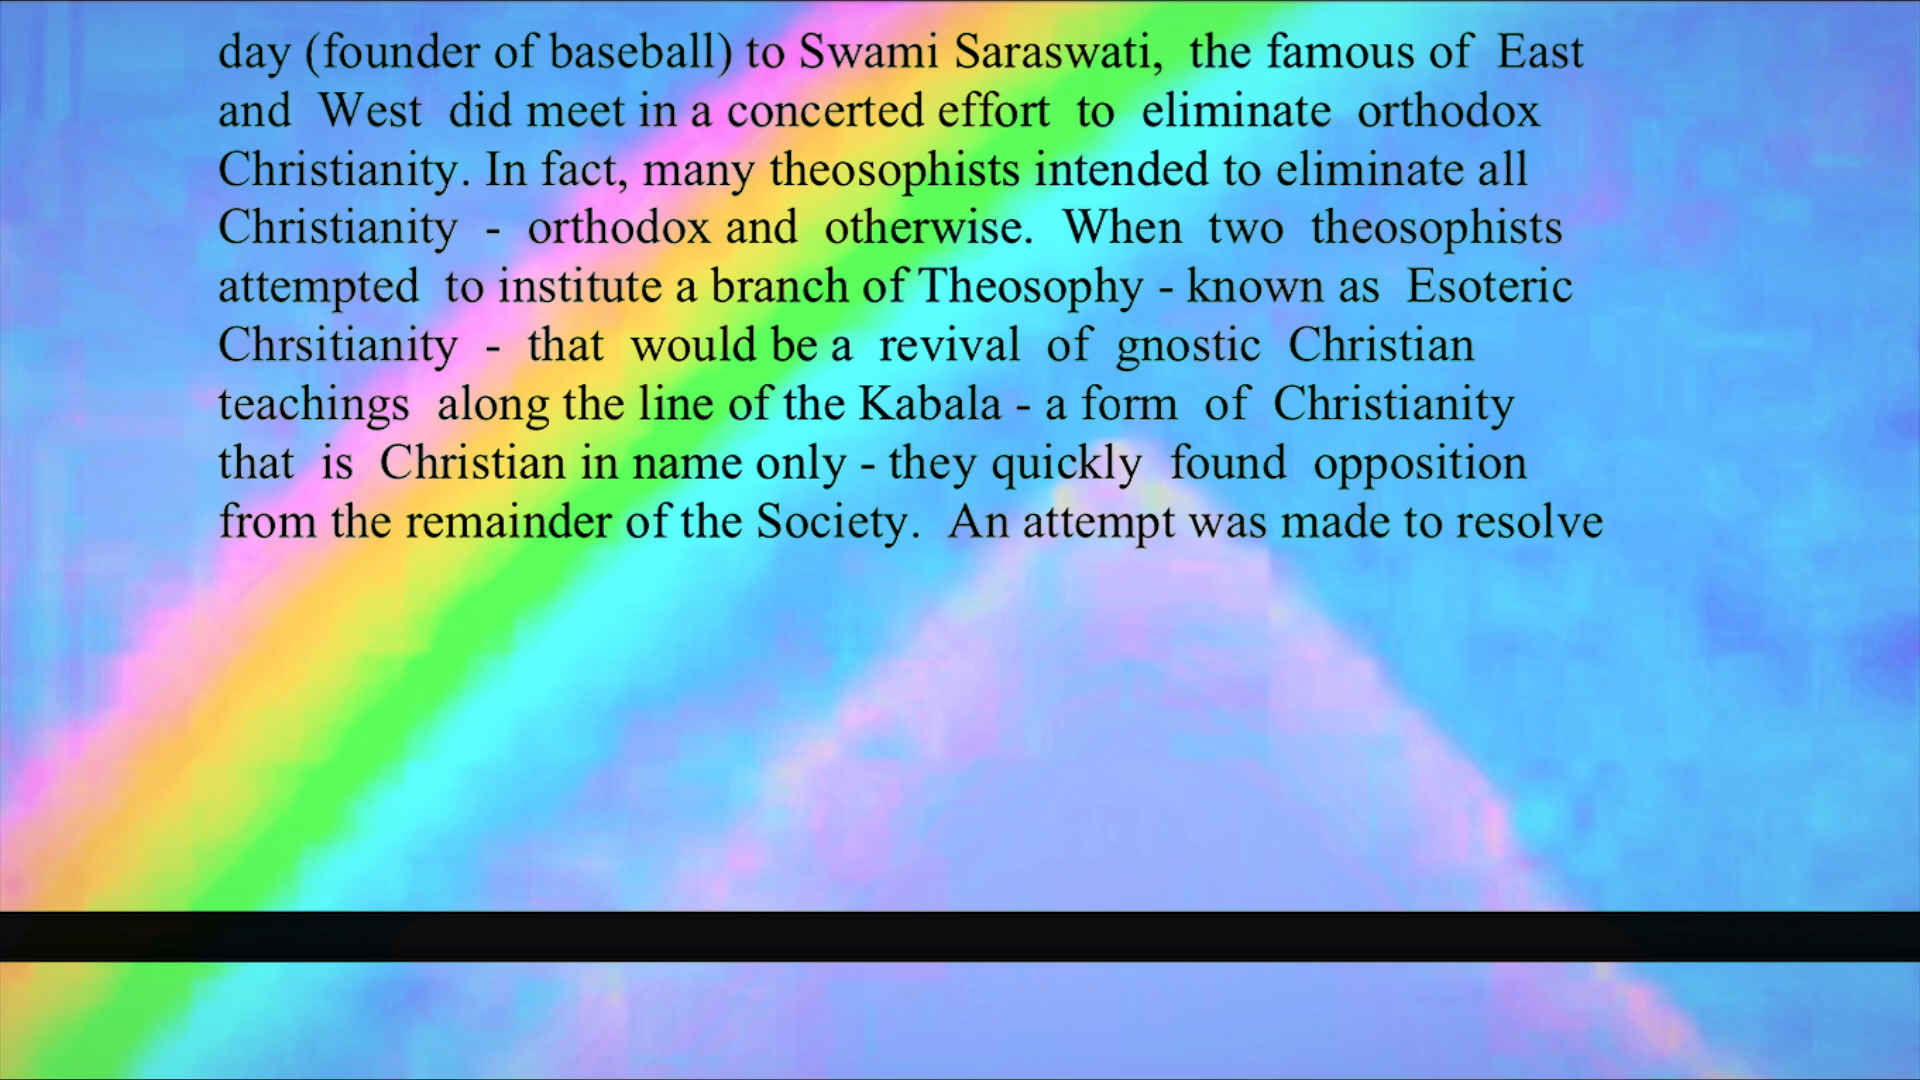 day (founder of baseball) to Swami Saraswati, the famous of East
and West did meet in a concerted effort to eliminate orthodox
Christianity. In fact, many theosophists intended to eliminate all
Christianity - orthodox and otherwise. When two theosophists
attempted to institute a branch of Theosophy - known as Esoteric
Chrsitianity - that would be a revival of gnostic Christian
teachings along the line of the Kabala - a form of Christianity
that is Christian in name only - they quickly found opposition
from the remainder of the Society. An attempt was made to resolve